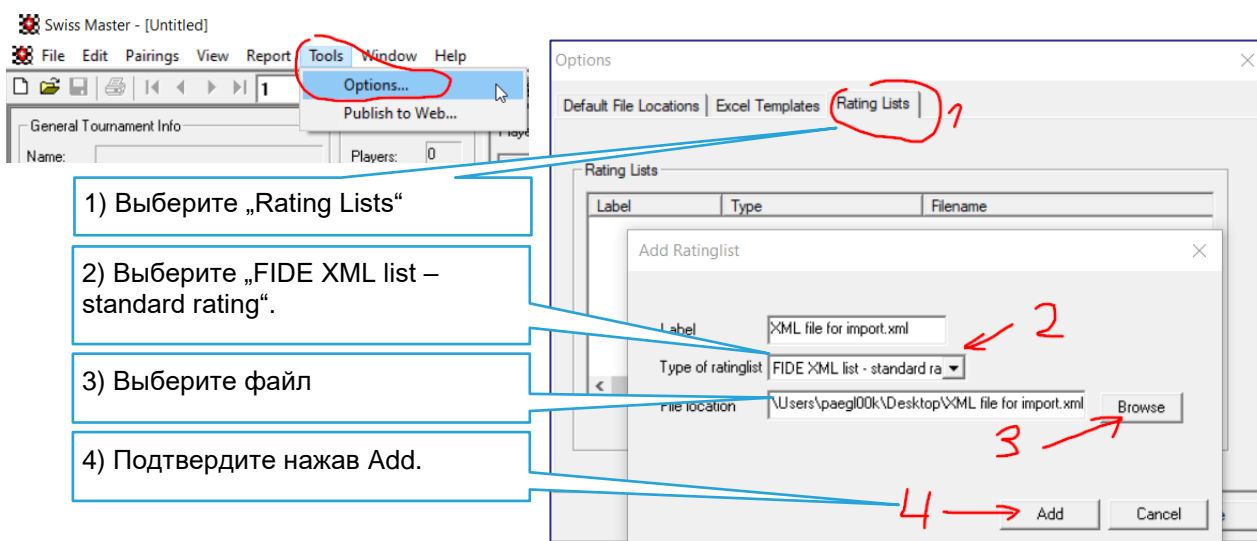 Swiss Master - [Untitled]
File Edit Pairings View Report Tools Window Help
1
Options...
Publish to Web...
General Tournament Info
Name:
Players: 0
Options
Default File Locations Excel Templates Rating Lists
1
Rating Lists
Label Type Filename
1) Выберите „Rating Lists“
2) Выберите „FIDE XML list –
standard rating“.
3) Выберите файл
4) Подтвердите нажав Add.
Add Ratinglist
Label XML file for import.xml
2
Type of ratinglist FIDE XML list - standard ra
File location \Users\paegl00k\Desktop\XML file for import.xml Browse
3
4
Add Cancel